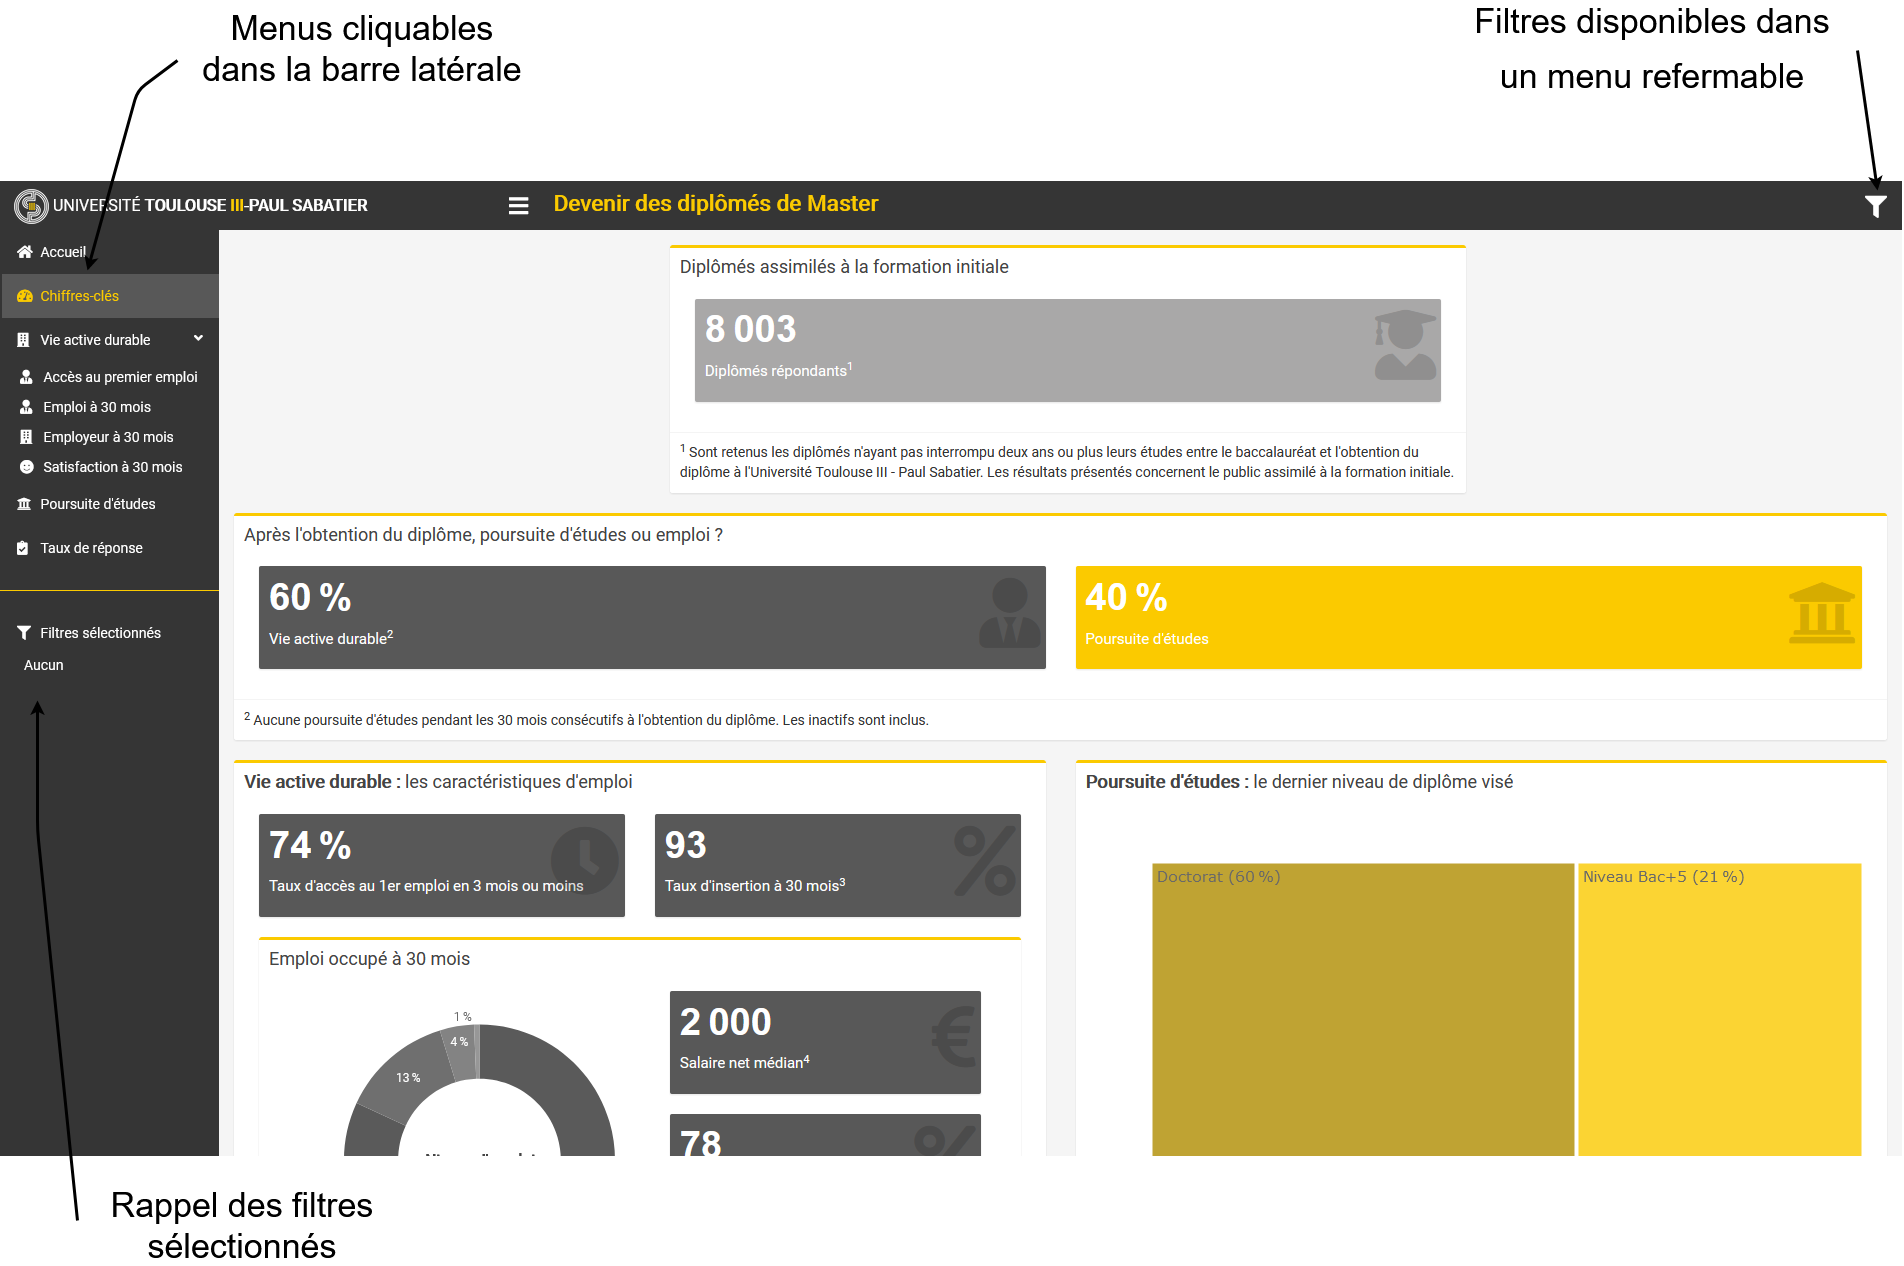 Menus cliquables
dans la barre latérale
Filtres disponibles dans
un menu refermable
UNIVERSITÉ TOULOUSE III-PAUL SABATIER
Devenir des diplômés de Master
Accueil
Chiffres-clés
Vie active durable
Accès au premier emploi
Emploi à 30 mois
Employeur à 30 mois
Satisfaction à 30 mois
Poursuite d'études
Taux de réponse
Filtres sélectionnés
Aucun
Diplômés assimilés à la formation initiale
8 003
Diplômés répondants1
1 Sont retenus les diplômés n'ayant pas interrompu deux ans ou plus leurs études entre le baccalauréat et l'obtention du
diplôme à l'Université Toulouse III - Paul Sabatier. Les résultats présentés concernent le public assimilé à la formation initiale.
Après l'obtention du diplôme, poursuite d'études ou emploi ?
60 %
Vie active durable2
40 %
Poursuite d'études
2 Aucune poursuite d'études pendant les 30 mois consécutifs à l'obtention du diplôme. Les inactifs sont inclus.
Vie active durable : les caractéristiques d'emploi
74 %
Taux d'accès au 1er emploi en 3 mois ou moins
93
Taux d'insertion à 30 mois3
Emploi occupé à 30 mois
1 %
4 %
13 %
2 000
Salaire net médian4
78
Poursuite d'études : le dernier niveau de diplôme visé
Doctorat (60 %)
Niveau Bac+5 (21 %)
Rappel des filtres
sélectionnés